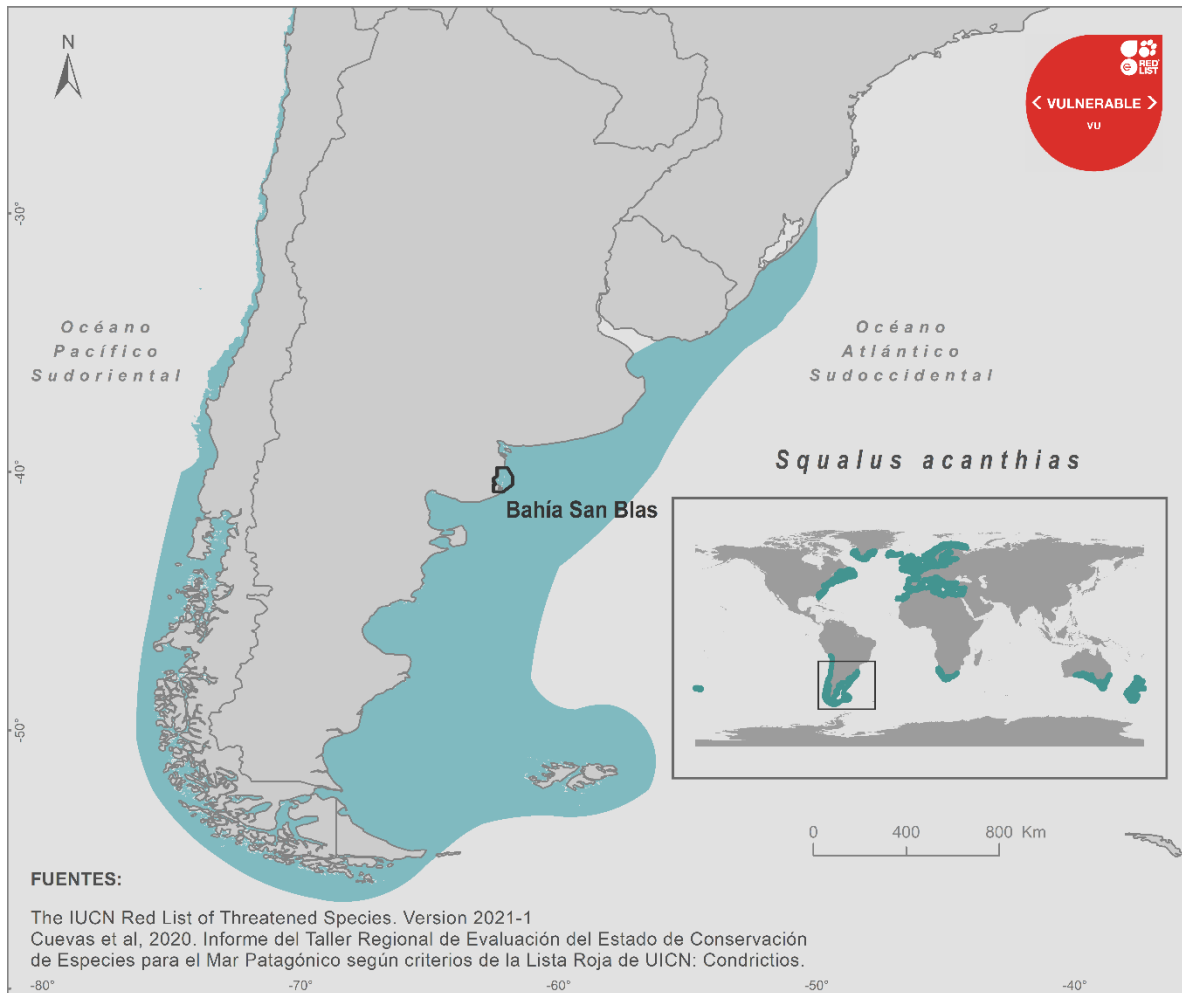 N
e
RED
LIST
< VULNERABLE >
VU
-30°
Océano
Pacífico
Sudoriental
Océano
Atlántico
Sudoccidental
-40°
Squalus acanthias
Bahía San Blas
-50°
0 400 800 Km
FUENTES:
The IUCN Red List of Threatened Species. Version 2021-1
Cuevas et al, 2020. Informe del Taller Regional de Evaluación del Estado de Conservación
de Especies para el Mar Patagónico según criterios de la Lista Roja de UICN: Condrictios.
-80° -70° -60° -50° -40°